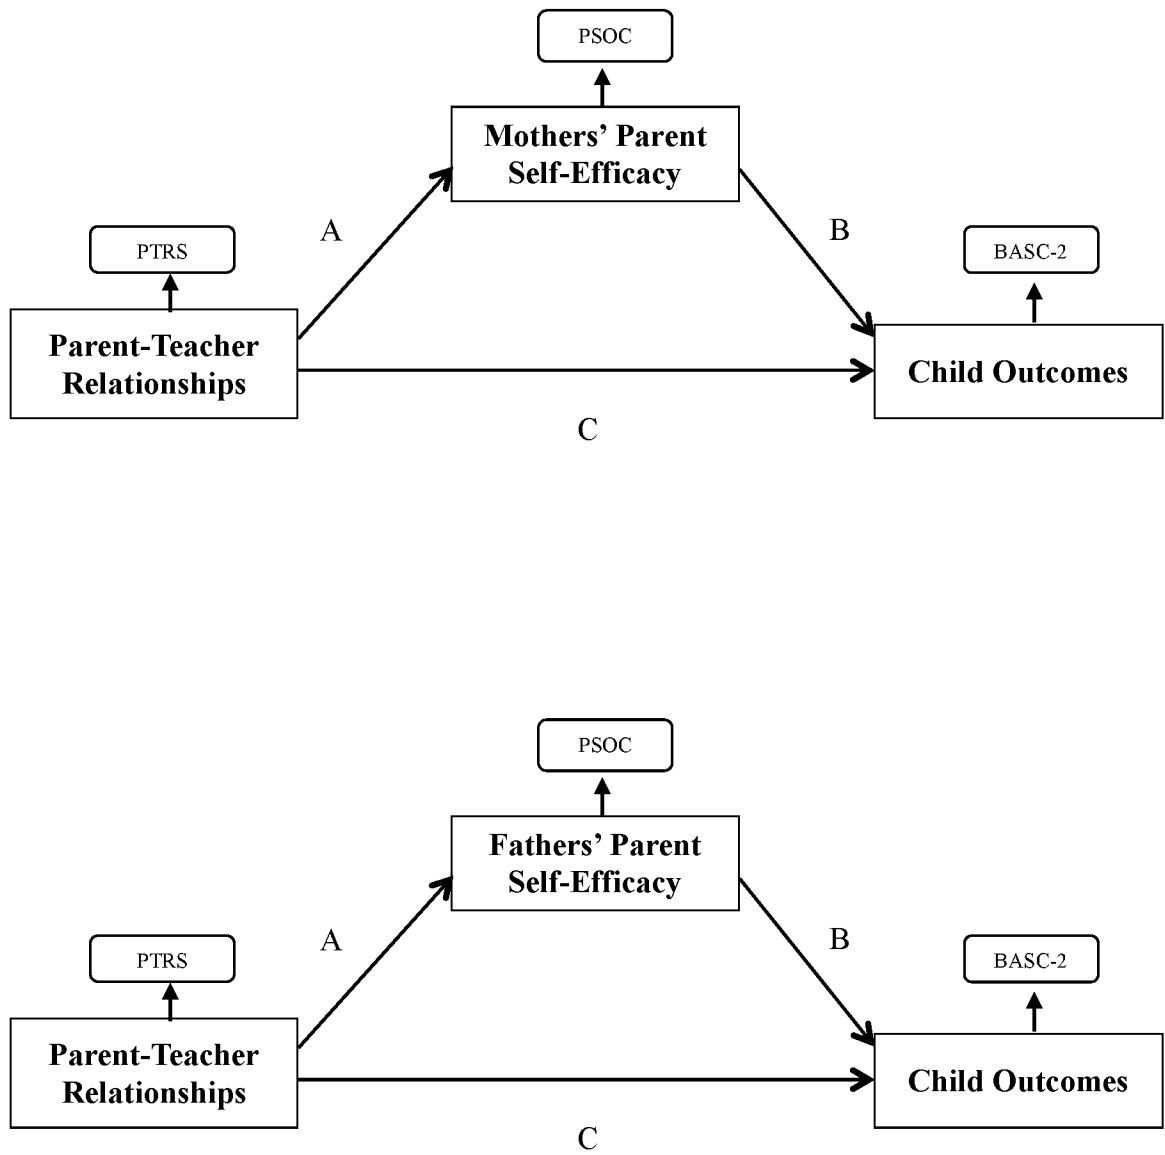 PSOC
Mothers’ Parent
Self-Efficacy
A
B
PTRS
BASC-2
Parent-Teacher
Relationships
Child Outcomes
C
PSOC
Fathers’ Parent
Self-Efficacy
A
B
PTRS
BASC-2
Parent-Teacher
Relationships
Child Outcomes
C